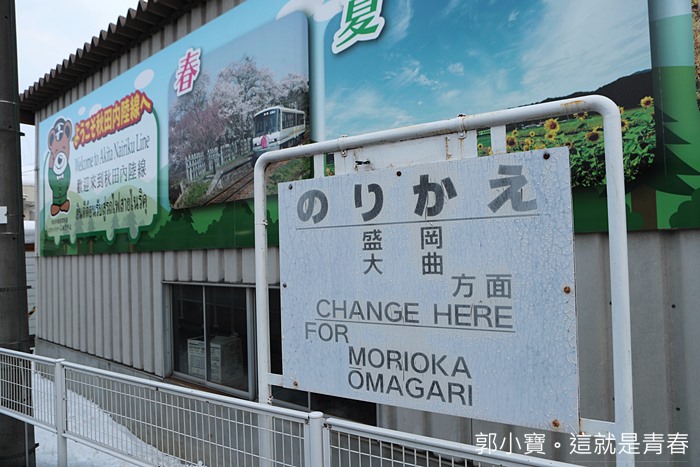 ようこそ秋田内陸線へ
Welcome to Akita Nairiku Line
歡迎來到秋田內陸線
春
夏
のりかえ
盛 岡
大 曲
方面
CHANGE HERE
FOR
MORIOKA
ŌMAGARI
郭小寶。這就是青春